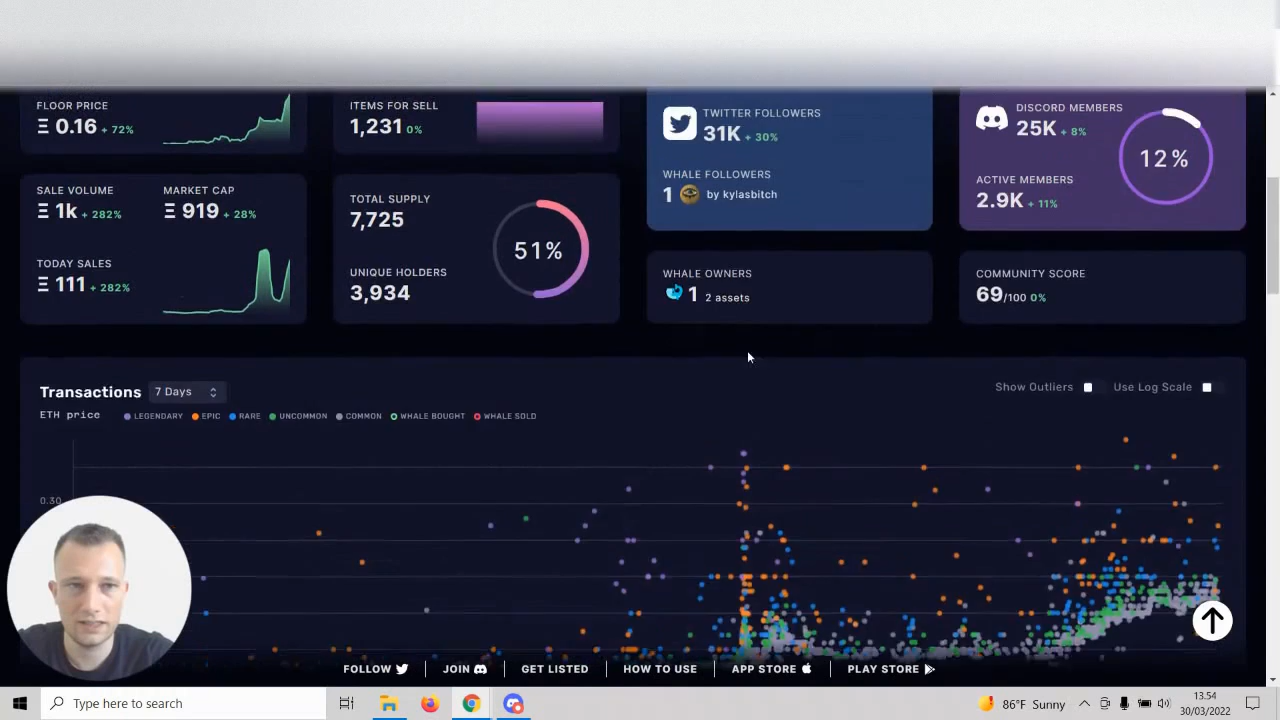 FLOOR PRICE
Ξ 0.16 + 72%
ITEMS FOR SELL
1,231 0%
TWITTER FOLLOWERS
31K + 30%
WHALE FOLLOWERS
1 by kylasbitch
DISCORD MEMBERS
25K + 8%
12%
ACTIVE MEMBERS
2.9K + 11%
SALE VOLUME
Ξ 1k + 282%
MARKET CAP
Ξ 919 + 28%
TODAY SALES
Ξ 111 + 282%
TOTAL SUPPLY
7,725
51%
UNIQUE HOLDERS
3,934
WHALE OWNERS
1 2 assets
COMMUNITY SCORE
69/100 0%
Transactions 7 Days
Show Outliers Use Log Scale
ETH price LEGENDARY EPIC RARE UNCOMMON COMMON WHALE BOUGHT WHALE SOLD
0.30
FOLLOW JOIN GET LISTED HOW TO USE APP STORE PLAY STORE
Type here to search
86°F Sunny
13.54
30/03/2022